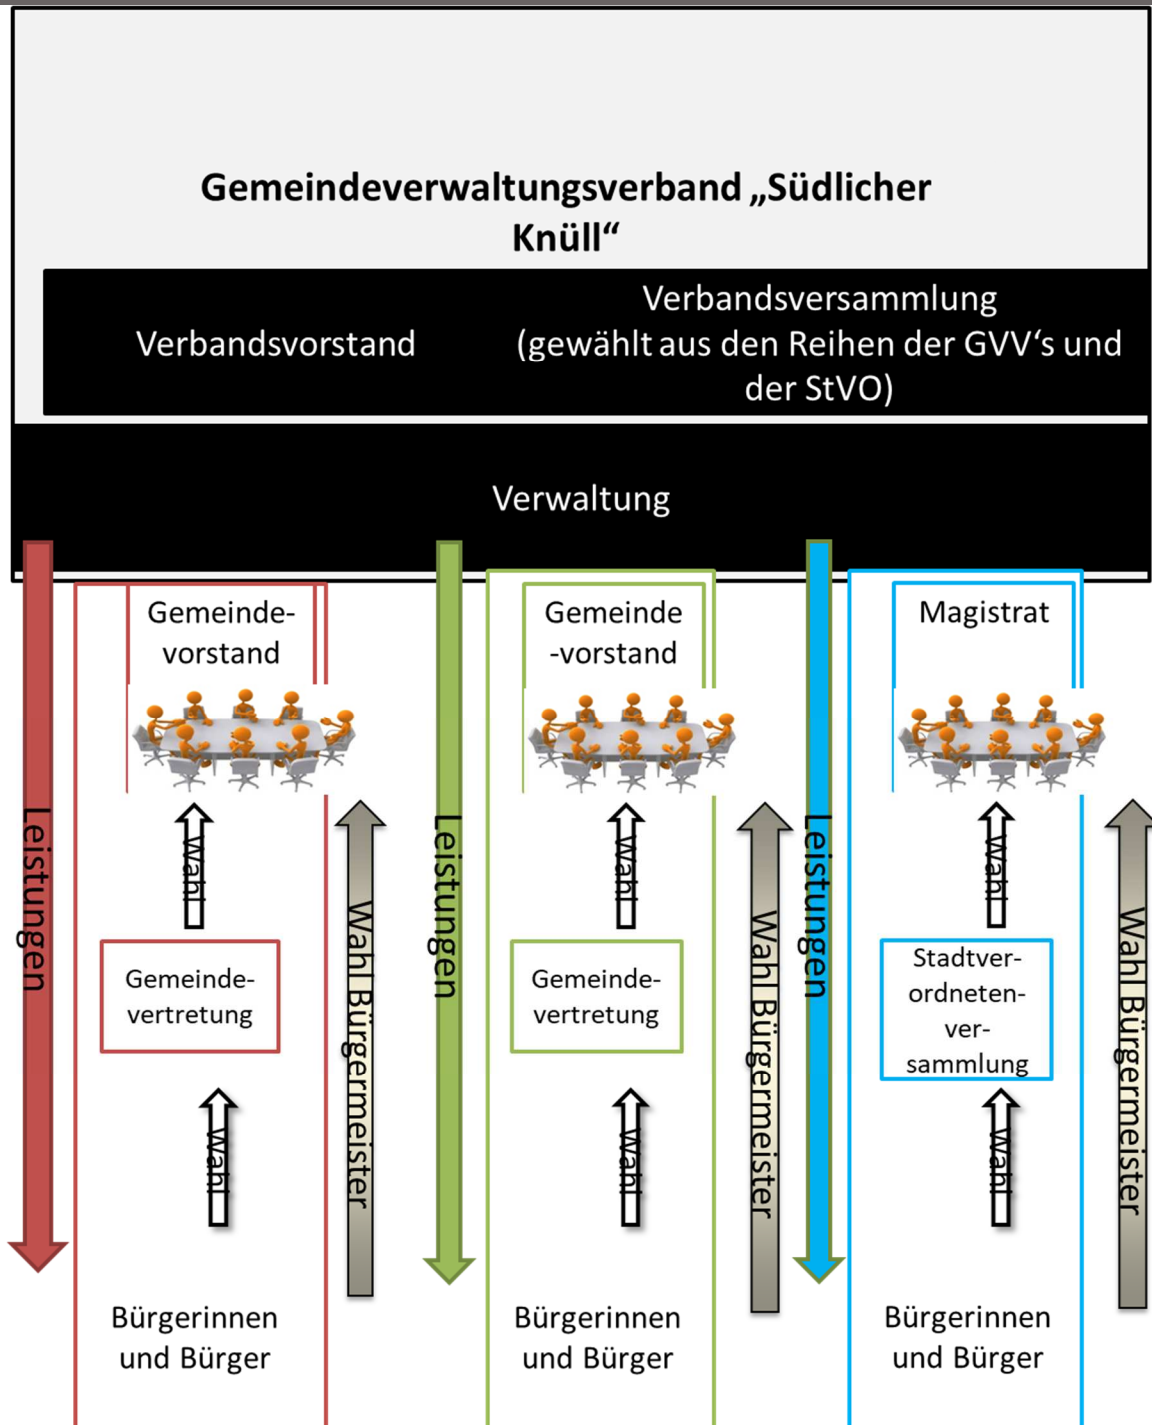 Gemeindeverwaltungsverband „Südlicher
Knüll“
Verbandsvorstand
Verbandsversammlung
(gewählt aus den Reihen der GVV‘s und
der StVO)
Verwaltung
Leistungen
Gemeinde-
vorstand
Wahl
Gemeinde-
vertretung
Wahl
Bürgerinnen
und Bürger
Wahl Bürgermeister
Leistungen
Gemeinde
-vorstand
Wahl
Gemeinde-
vertretung
Wahl
Bürgerinnen
und Bürger
Wahl Bürgermeister
Leistungen
Magistrat
Wahl
Stadtver-
ordneten-
ver-
sammlung
Wahl
Bürgerinnen
und Bürger
Wahl Bürgermeister